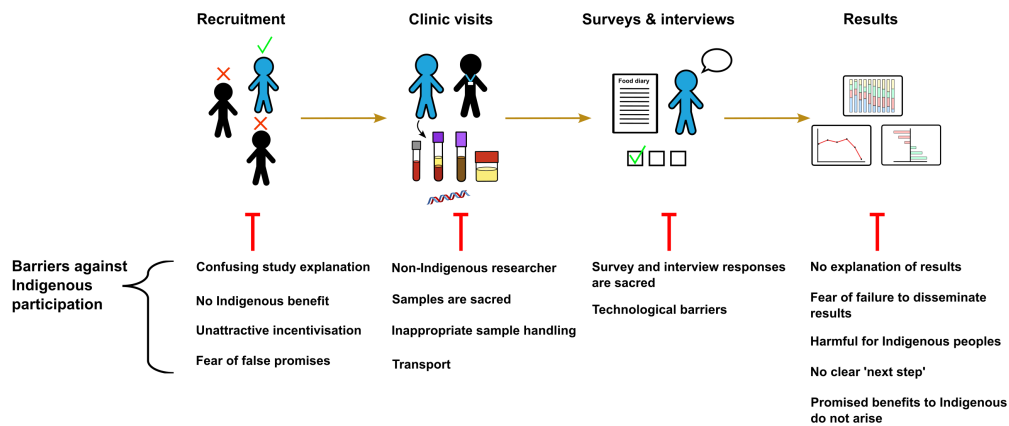 Recruitment
Clinic visits
Surveys & interviews
Results
Food diary
Barriers against
Indigenous
participation
Confusing study explanation
No Indigenous benefit
Unattractive incentivisation
Fear of false promises
Non-Indigenous researcher
Samples are sacred
Inappropriate sample handling
Transport
Survey and interview responses
are sacred
Technological barriers
No explanation of results
Fear of failure to disseminate
results
Harmful for Indigenous peoples
No clear 'next step'
Promised benefits to Indigenous
do not arise